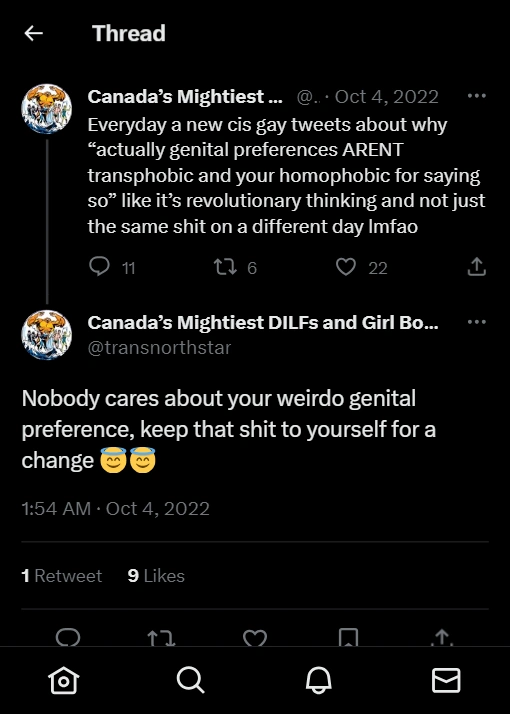 Thread
Canada's Mightiest ... @.. · Oct 4, 2022
Everyday a new cis gay tweets about why
“actually genital preferences ARENT
transphobic and your homophobic for saying
so” like it's revolutionary thinking and not just
the same shit on a different day lmfao
11 6 22
Canada's Mightiest DILFs and Girl Bo...
@transnorthstar
Nobody cares about your weirdo genital
preference, keep that shit to yourself for a
change 😇😇
1:54 AM · Oct 4, 2022
1 Retweet 9 Likes